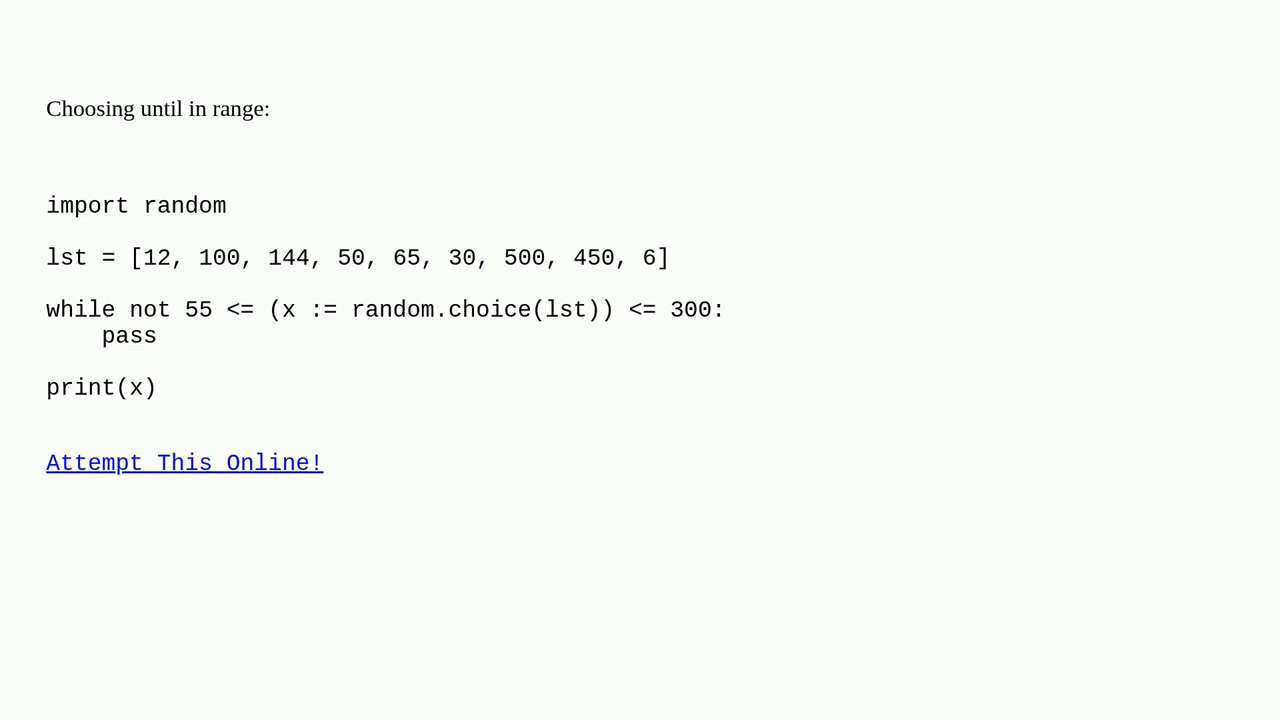 Choosing until in range:
import random
lst = [12, 100, 144, 50, 65, 30, 500, 450, 6]
while not 55 <= (x := random.choice(lst)) <= 300:
    pass
print(x)
Attempt This Online!